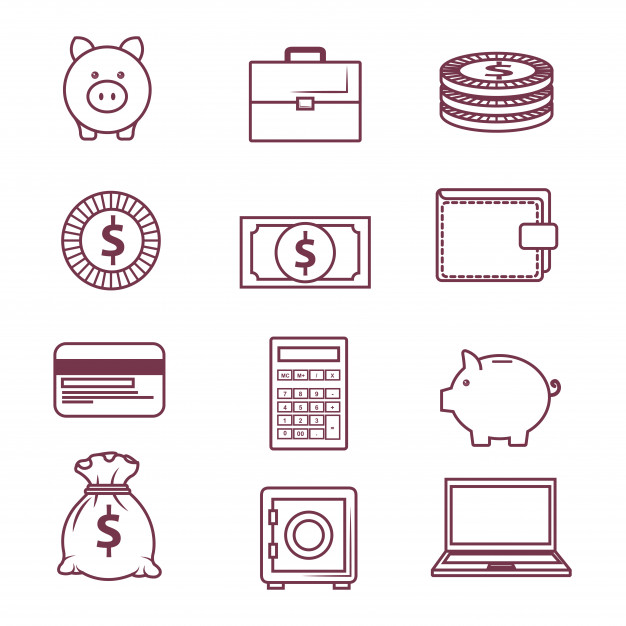 $
$
$
MC M+ / X
7 8 9 -
4 5 6 +
1 2 3 =
0 00 .
$